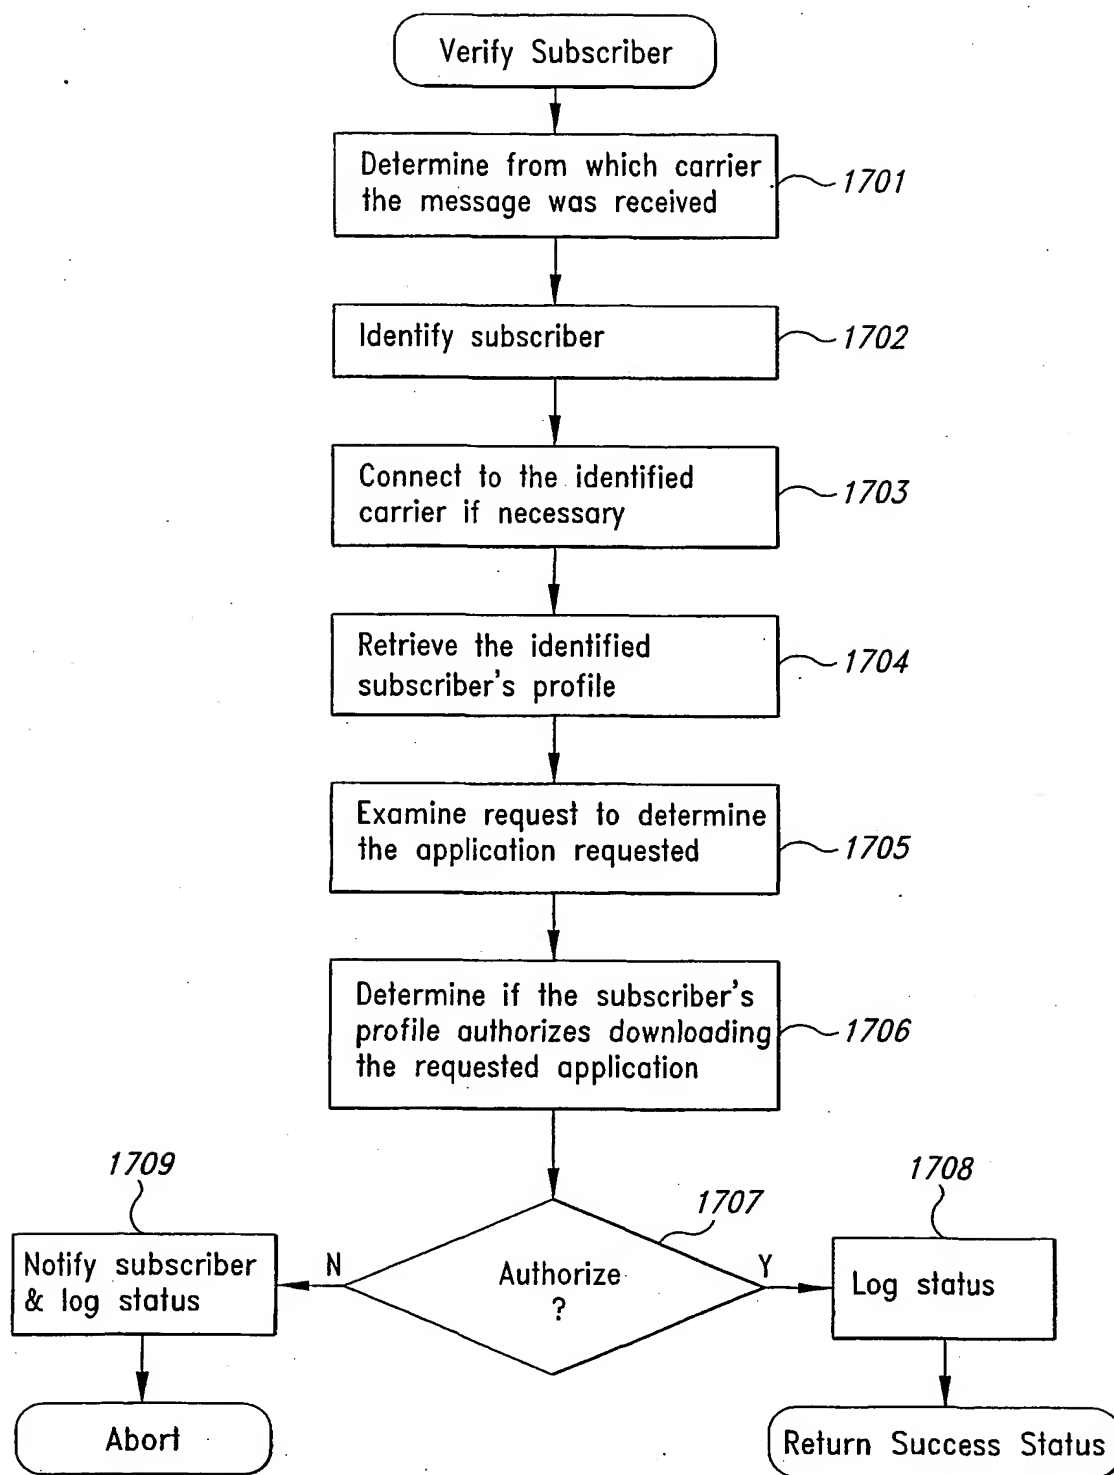 Verify Subscriber
Determine from which carrier
the message was received
1701
Identify subscriber
1702
Connect to the identified
carrier if necessary
1703
Retrieve the identified
subscriber's profile
1704
Examine request to determine
the application requested
1705
Determine if the subscriber's
profile authorizes downloading
the requested application
1706
1709
1708
1707
Notify subscriber
& log status
N
Authorize
?
Y
Log status
Abort
Return Success Status